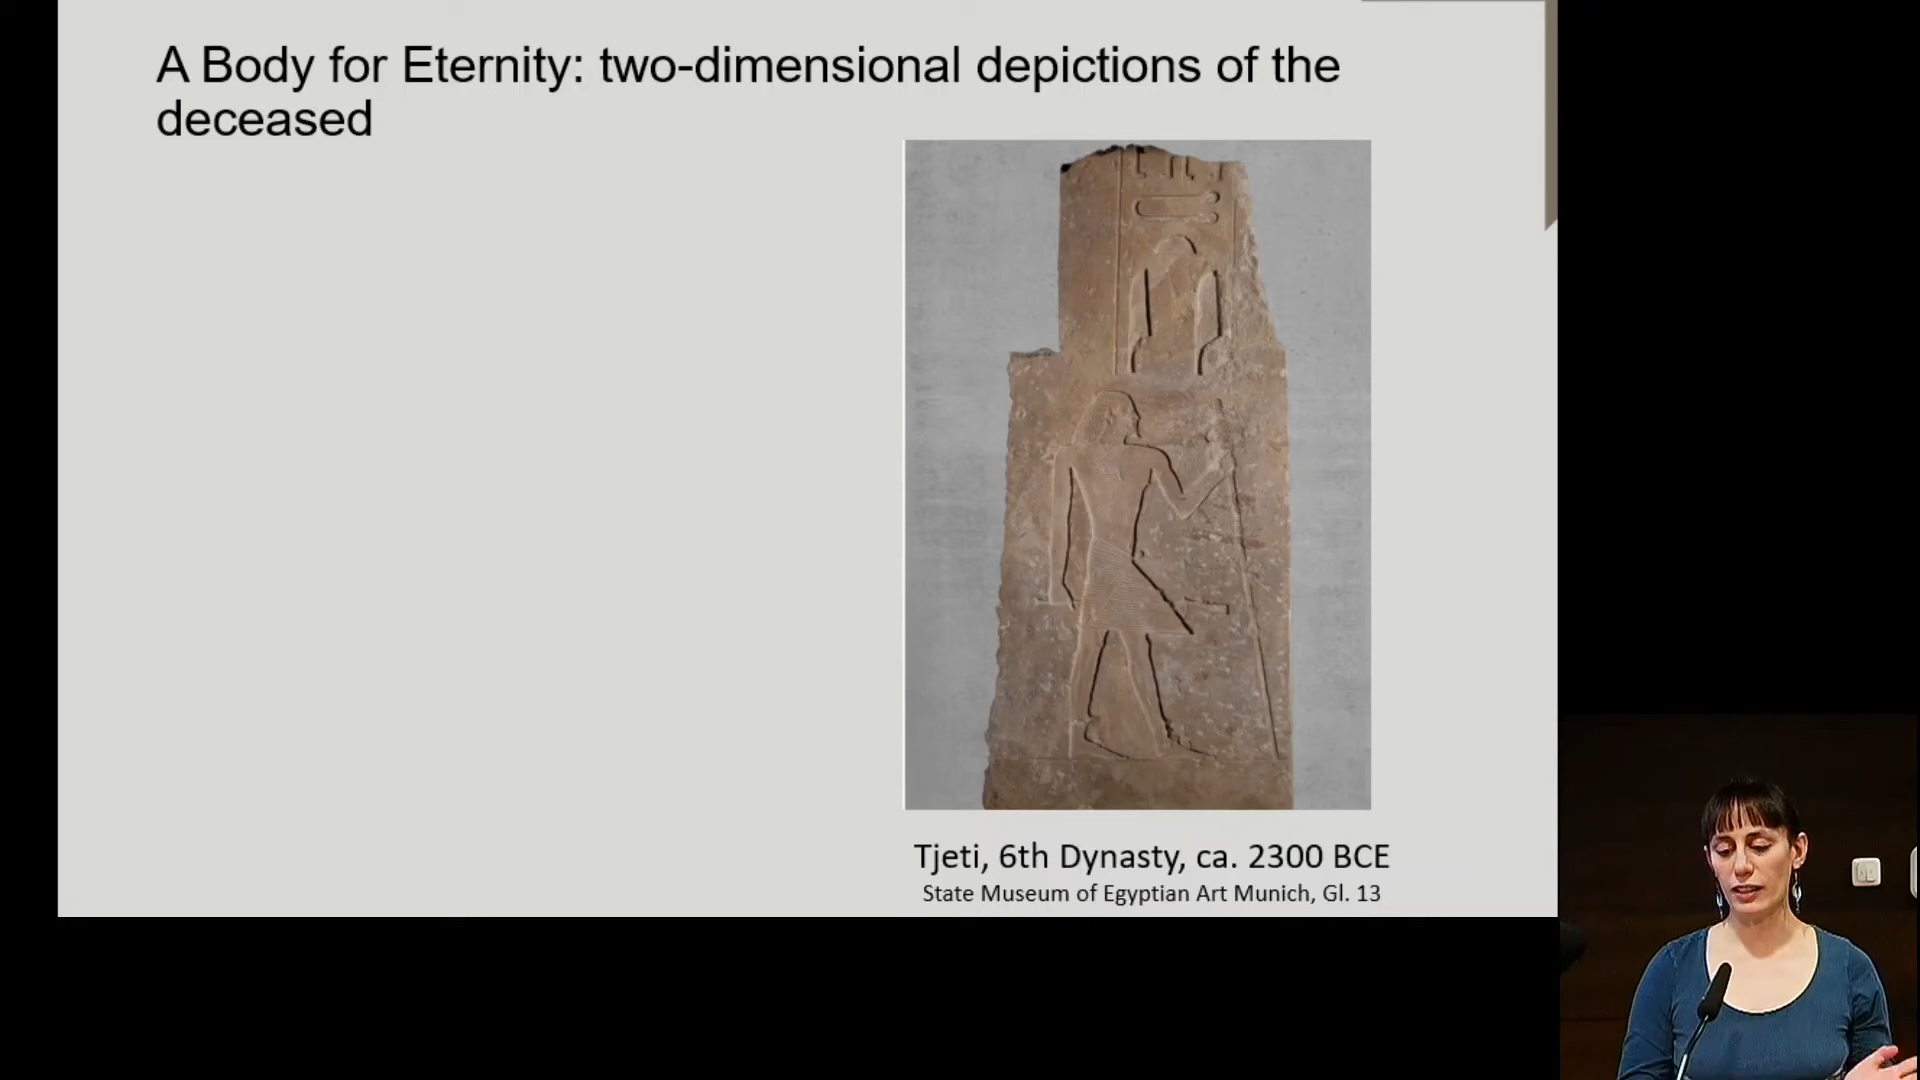 A Body for Eternity: two-dimensional depictions of the
deceased
Tjeti, 6th Dynasty, ca. 2300 BCE
State Museum of Egyptian Art Munich, Gl. 13